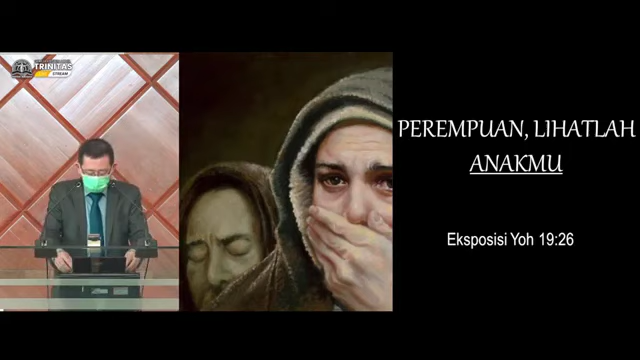 TRINITAS
STREAM
PEREMPUAN, LIHATLAH
ANAKMU
Eksposisi Yoh 19:26